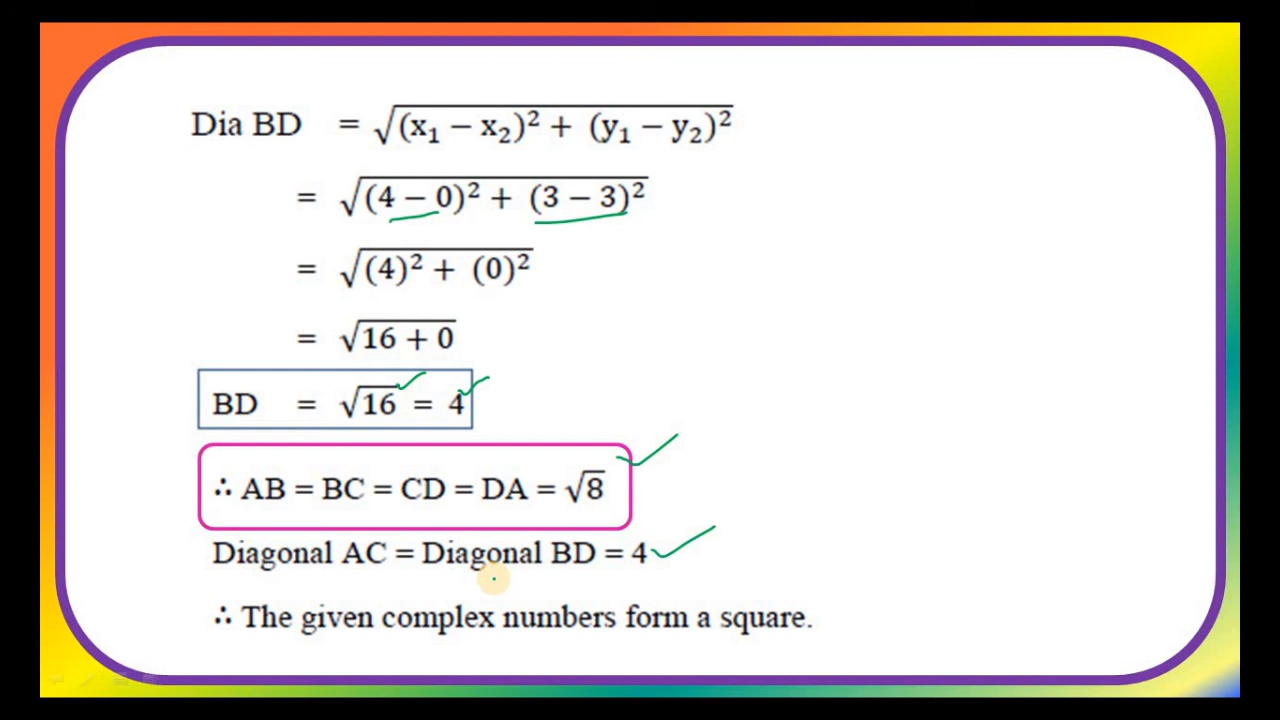 Dia BD = √(x₁ − x₂)² + (y₁ − y₂)²
= √(4 − 0)² + (3 − 3)²
= √(4)² + (0)²
= √16 + 0
BD = √16 = 4
∴ AB = BC = CD = DA = √8
Diagonal AC = Diagonal BD = 4
∴ The given complex numbers form a square.